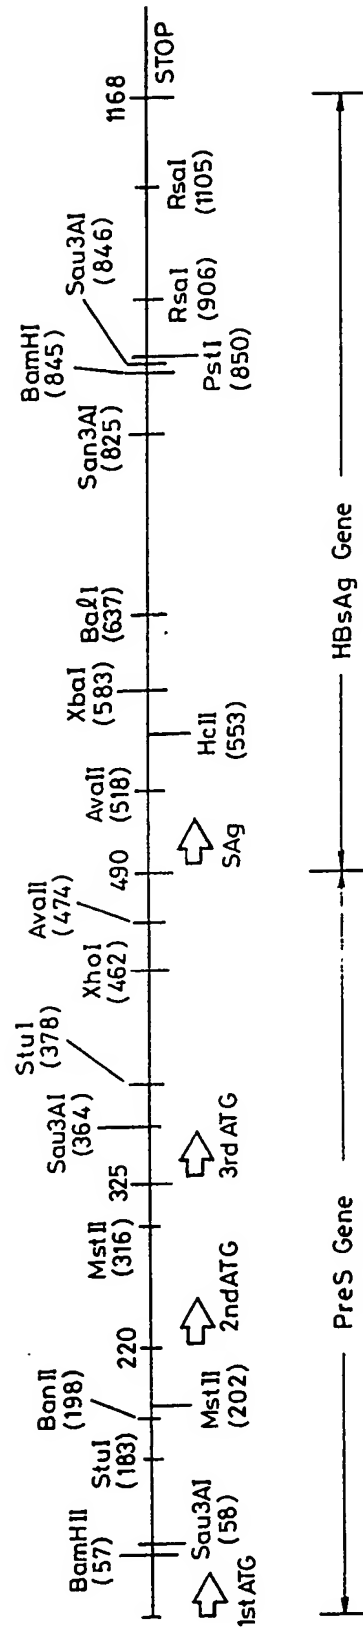 BamHII
(57)
StuI
(183)
BanII
(198)
220
MstII
(316)
325
Sau3AI
(364)
StuI
(378)
XhoI
(462)
AvaII
(474)
490
AvaII
(518)
XbaI
(583)
BalI
(637)
San3AI
(825)
BamHI
(845)
Sau3AI
(846)
1168
STOP
1st ATG
Sau3AI
(58)
MstII
(202)
2nd ATG
3rd ATG
SAg
HcII
(553)
PstI
(850)
RsaI
(906)
RsaI
(1105)
PreS Gene
HBsAg Gene